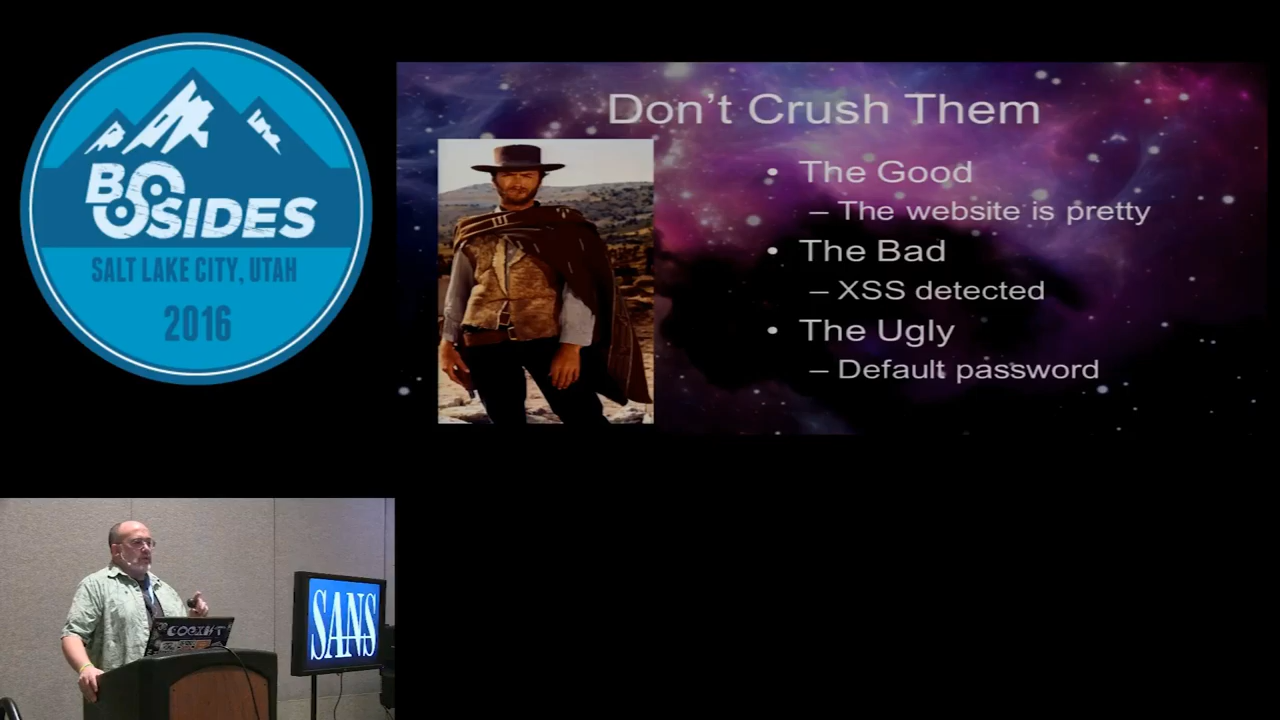 BSIDES
SALT LAKE CITY, UTAH
2016
Don't Crush Them
• The Good
– The website is pretty
• The Bad
– XSS detected
• The Ugly
– Default password
SANS